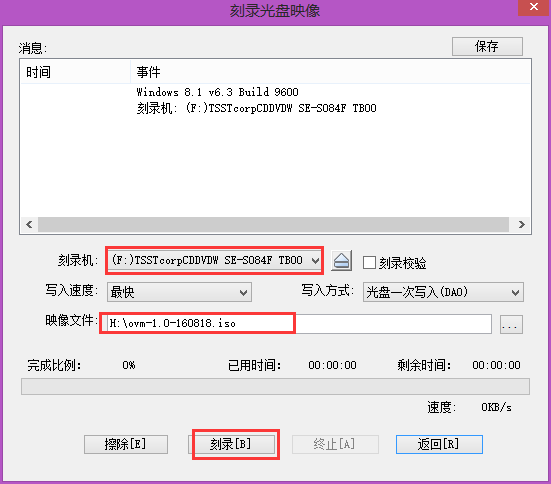 刻录光盘映像
消息:
保存
时间 事件
Windows 8.1 v6.3 Build 9600
刻录机: (F:)TSSTcorpCDDVDW SE-S084F TB00
刻录机: (F:)TSSTcorpCDDVDW SE-S084F TB00 刻录校验
写入速度: 最快 写入方式: 光盘一次写入(DAO)
映像文件: H:\ovm-1.0-160818.iso ...
完成比例: 0% 已用时间: 00:00:00 剩余时间: 00:00:00
速度: 0KB/s
擦除[E] 刻录[B] 终止[A] 返回[R]